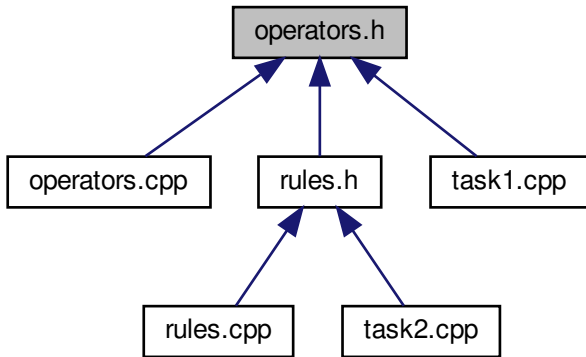 operators.h
operators.cpp
rules.h
task1.cpp
rules.cpp
task2.cpp